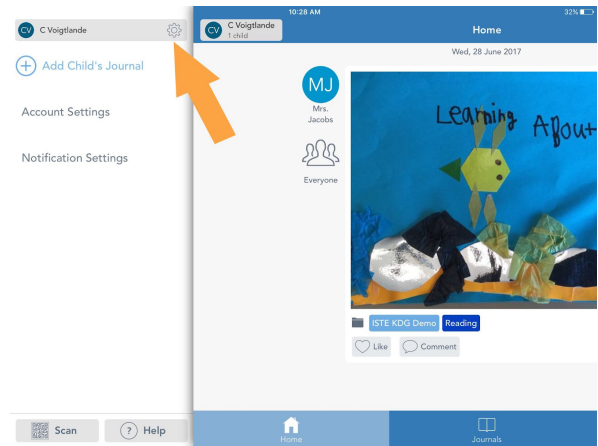 CV C Voigtlande
Add Child's Journal
Account Settings
Notification Settings
Scan
? Help
10:28 AM
32%
CV C Voigtlande
1 child
Home
Wed, 28 June 2017
MJ
Mrs.
Jacobs
Everyone
Learning About
ISTE KDG Demo Reading
Like Comment
Home
Journals